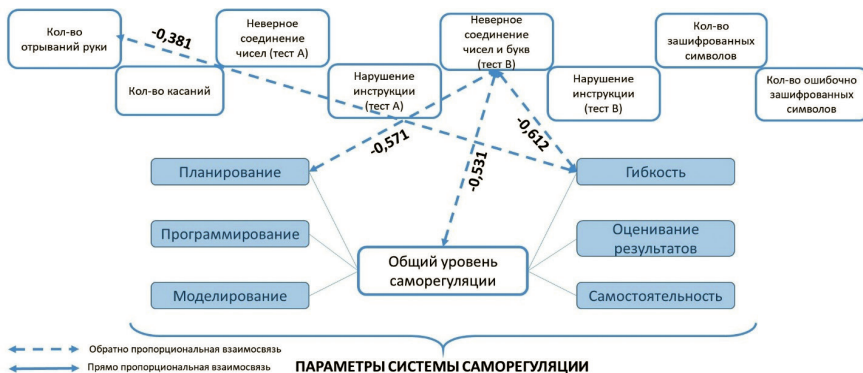 Кол-во
отрываний руки
-0,381
Неверное
соединение
чисел (тест А)
Неверное
соединение
чисел и букв
(тест В)
Кол-во
зашифрованных
символов
Кол-во касаний
Нарушение
инструкции
(тест А)
Нарушение
инструкции
(тест В)
Кол-во ошибочно
зашифрованных
символов
-0,571
-0,531
-0,612
Планирование
Гибкость
Программирование
Оценивание
результатов
Общий уровень
саморегуляции
Моделирование
Самостоятельность
Обратно пропорциональная взаимосвязь
Прямо пропорциональная взаимосвязь
ПАРАМЕТРЫ СИСТЕМЫ САМОРЕГУЛЯЦИИ